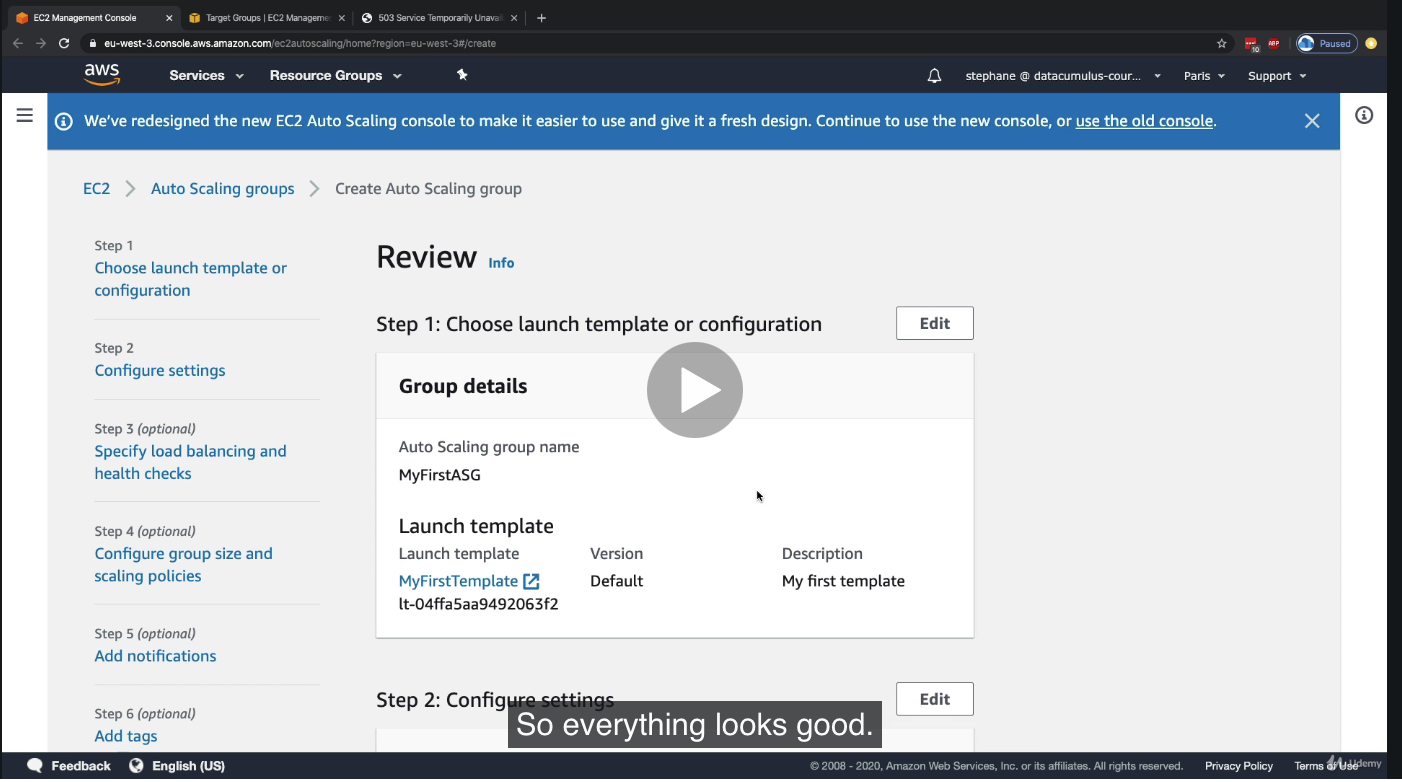 EC2 Management Console
Target Groups | EC2 Managemen
503 Service Temporarily Unavail
eu-west-3.console.aws.amazon.com/ec2autoscaling/home?region=eu-west-3#/create
10
ABP
Paused
aws
Services
Resource Groups
stephane @ datacumulus-cour...
Paris
Support
We've redesigned the new EC2 Auto Scaling console to make it easier to use and give it a fresh design. Continue to use the new console, or use the old console.
EC2 > Auto Scaling groups > Create Auto Scaling group
Step 1
Choose launch template or
configuration
Step 2
Configure settings
Step 3 (optional)
Specify load balancing and
health checks
Step 4 (optional)
Configure group size and
scaling policies
Step 5 (optional)
Add notifications
Step 6 (optional)
Add tags
Review Info
Step 1: Choose launch template or configuration
Edit
Group details
Auto Scaling group name
MyFirstASG
Launch template
Launch template Version Description
MyFirstTemplate Default My first template
lt-04ffa5aa9492063f2
Step 2: Configure settings
Edit
So everything looks good.
Feedback
English (US)
© 2008 - 2020, Amazon Web Services, Inc. or its affiliates. All rights reserved.
Privacy Policy
Terms of Use
Udemy